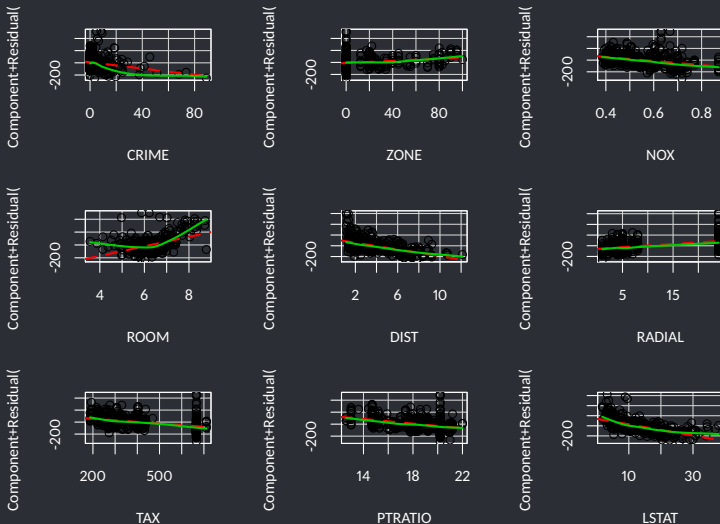 Component+Residual( Component+Residual( Component+Residual(
-200 -200 -200
0 40 80 0 40 80 0.4 0.6 0.8
CRIME ZONE NOX
Component+Residual( Component+Residual( Component+Residual(
-200 -200 -200
4 6 8 2 6 10 5 15
ROOM DIST RADIAL
Component+Residual( Component+Residual( Component+Residual(
-200 -200 -200
200 500 14 18 22 10 30
TAX PTRATIO LSTAT